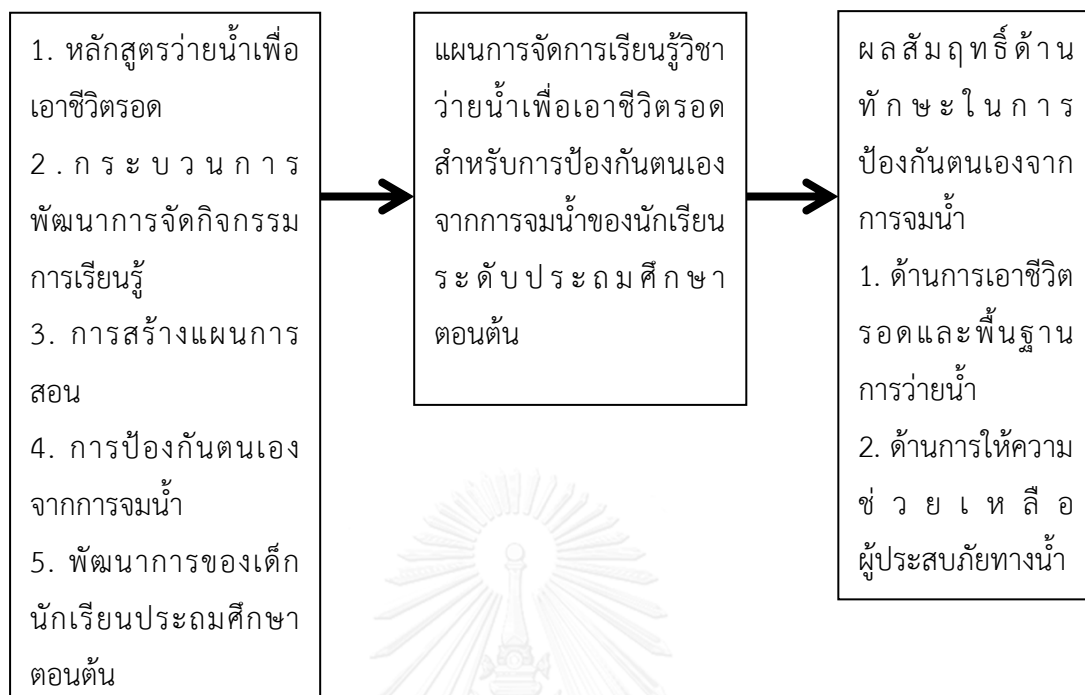 1. หลักสูตรว่ายน้ำเพื่อ
เอาชีวิตรอด
2.กระบวนการ
พัฒนาการจัดกิจกรรม
การเรียนรู้
3. การสร้างแผนการ
สอน
4. การป้องกันตนเอง
จากการจมน้ำ
5. พัฒนาการของเด็ก
นักเรียนประถมศึกษา
ตอนต้น
แผนการจัดการเรียนรู้วิชา
ว่ายน้ำเพื่อเอาชีวิตรอด
สำหรับการป้องกันตนเอง
จากการจมน้ำของนักเรียน
ระดับประถมศึกษา
ตอนต้น
ผลสัมฤทธิ์ด้าน
ทักษะในการ
ป้องกันตนเองจาก
การจมน้ำ
1. ด้านการเอาชีวิต
รอดและพื้นฐาน
การว่ายน้ำ
2. ด้านการให้ความ
ช่วยเหลือ
ผู้ประสบภัยทางน้ำ